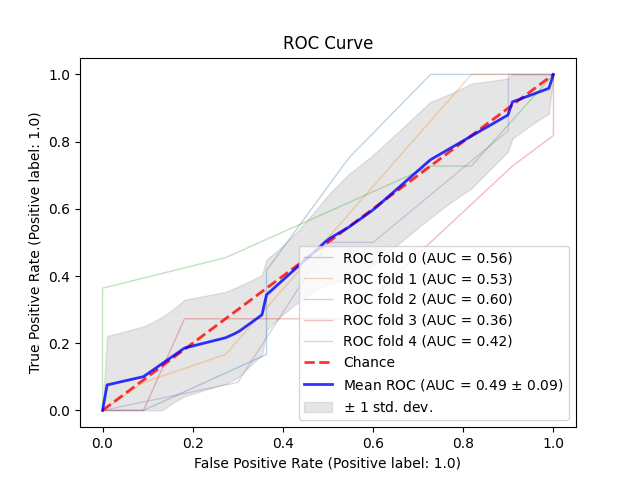 ROC Curve
1.0
0.8
0.6
0.4
0.2
0.0
True Positive Rate (Positive label: 1.0)
ROC fold 0 (AUC = 0.56)
ROC fold 1 (AUC = 0.53)
ROC fold 2 (AUC = 0.60)
ROC fold 3 (AUC = 0.36)
ROC fold 4 (AUC = 0.42)
Chance
Mean ROC (AUC = 0.49 ± 0.09)
± 1 std. dev.
0.0 0.2 0.4 0.6 0.8 1.0
False Positive Rate (Positive label: 1.0)